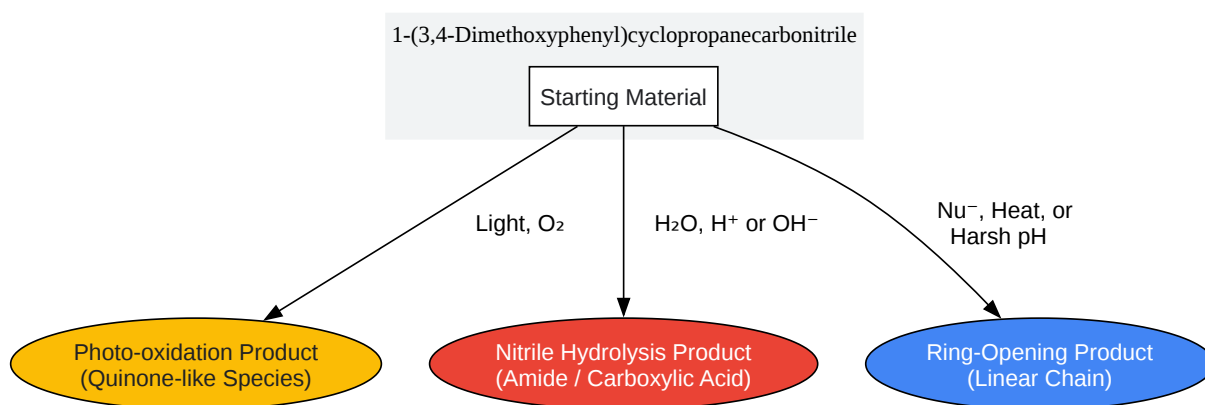 1-(3,4-Dimethoxyphenyl)cyclopropanecarbonitrile
Starting Material
Light, O₂
H₂O, H⁺ or OH⁻
Nu⁻, Heat, or
Harsh pH
Photo-oxidation Product
(Quinone-like Species)
Nitrile Hydrolysis Product
(Amide / Carboxylic Acid)
Ring-Opening Product
(Linear Chain)